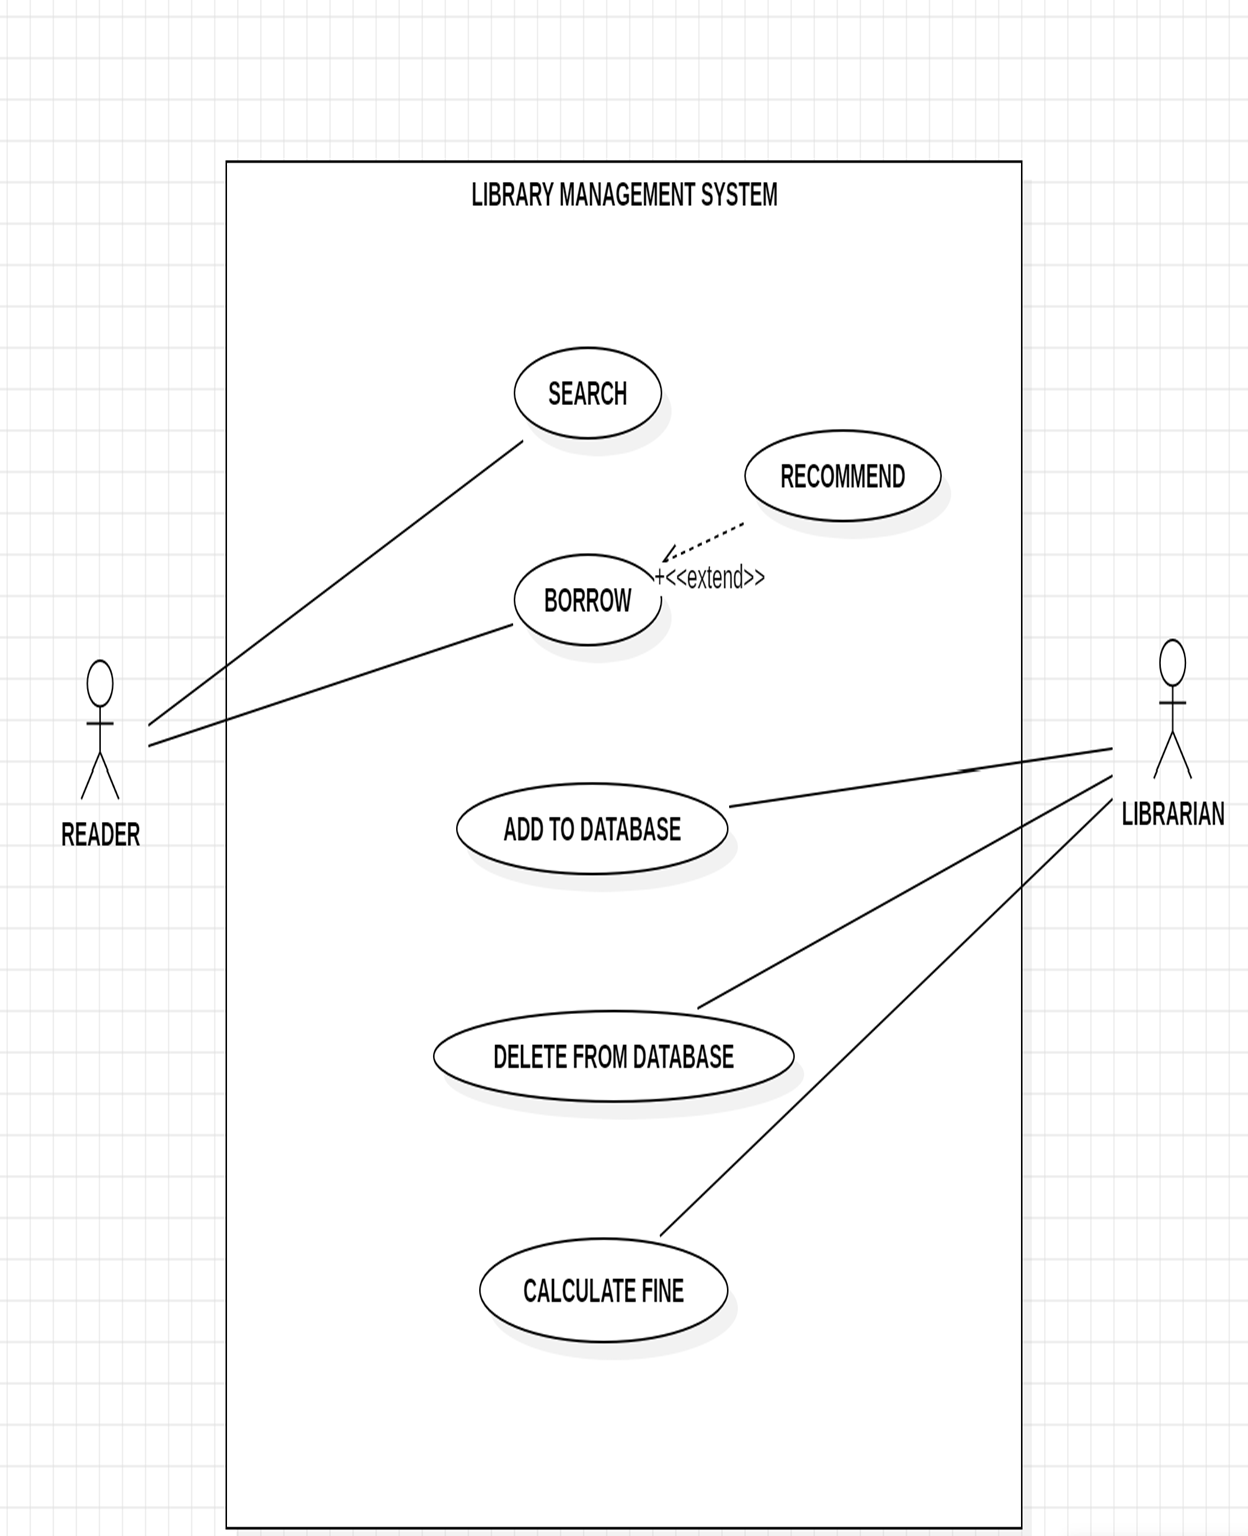 LIBRARY MANAGEMENT SYSTEM
SEARCH
RECOMMEND
+<<extend>>
BORROW
READER
LIBRARIAN
ADD TO DATABASE
DELETE FROM DATABASE
CALCULATE FINE